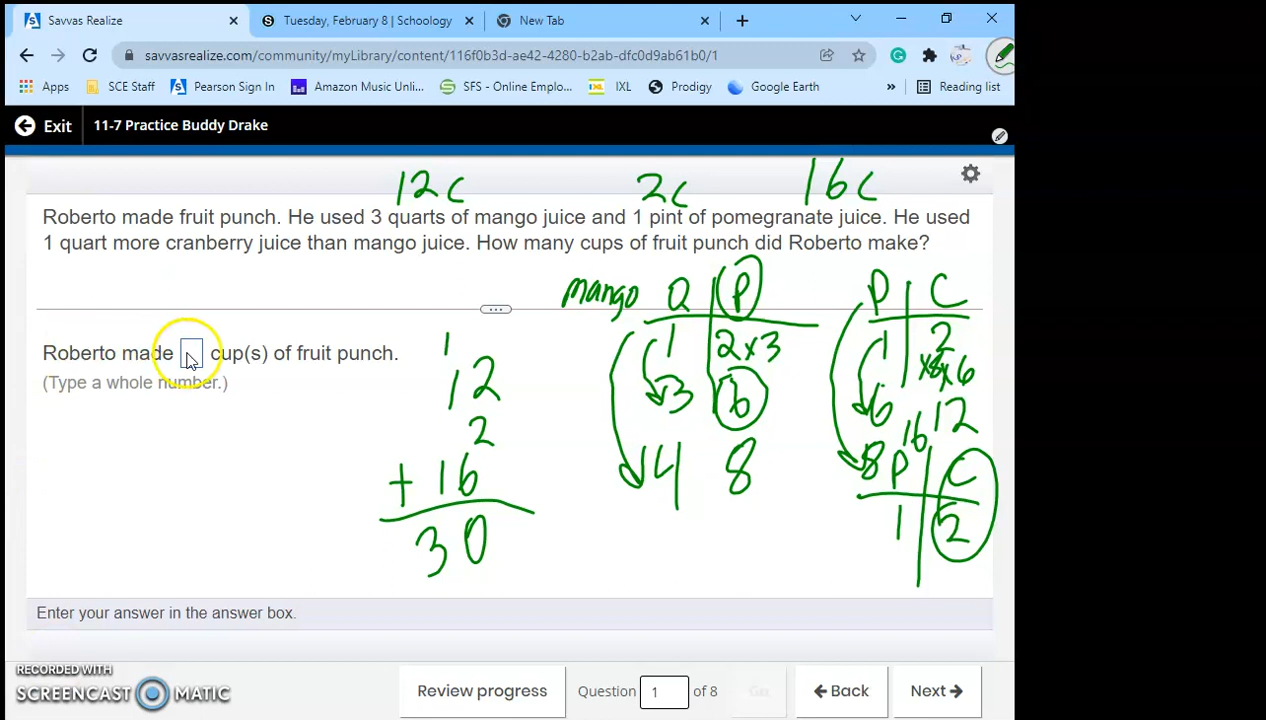 Savvas Realize
Tuesday, February 8 | Schoology
New Tab
savvasrealize.com/community/myLibrary/content/116f0b3d-ae42-4280-b2ab-dfc0d9ab61b0/1
Apps SCE Staff Pearson Sign In Amazon Music Unli... SFS - Online Emplo... IXL Prodigy Google Earth » Reading list
Exit 11-7 Practice Buddy Drake
12c 2c 16c
Roberto made fruit punch. He used 3 quarts of mango juice and 1 pint of pomegranate juice. He used
1 quart more cranberry juice than mango juice. How many cups of fruit punch did Roberto make?
mango Q P
1 2x3
3 6
4 8
P C
1 2
x8 x6
6 12
8 16
P C
1 2
Roberto made cup(s) of fruit punch.
(Type a whole number.)
1
12
2
+ 16
30
Enter your answer in the answer box.
RECORDED WITH
SCREENCAST MATIC
Review progress Question 1 of 8 Go Back Next